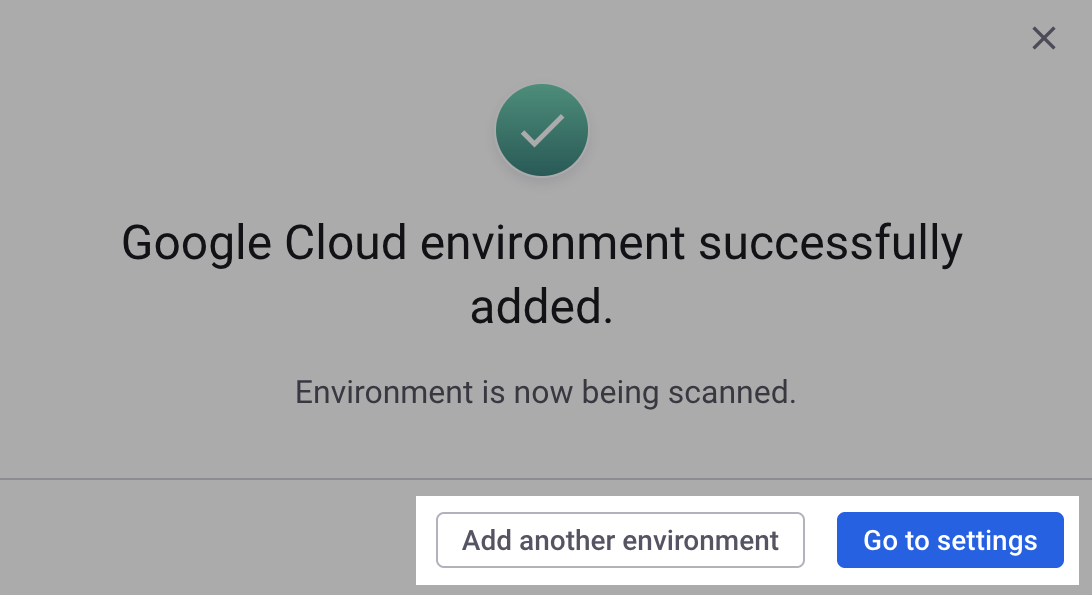 Google Cloud environment successfully
added.
Environment is now being scanned.
Add another environment
Go to settings